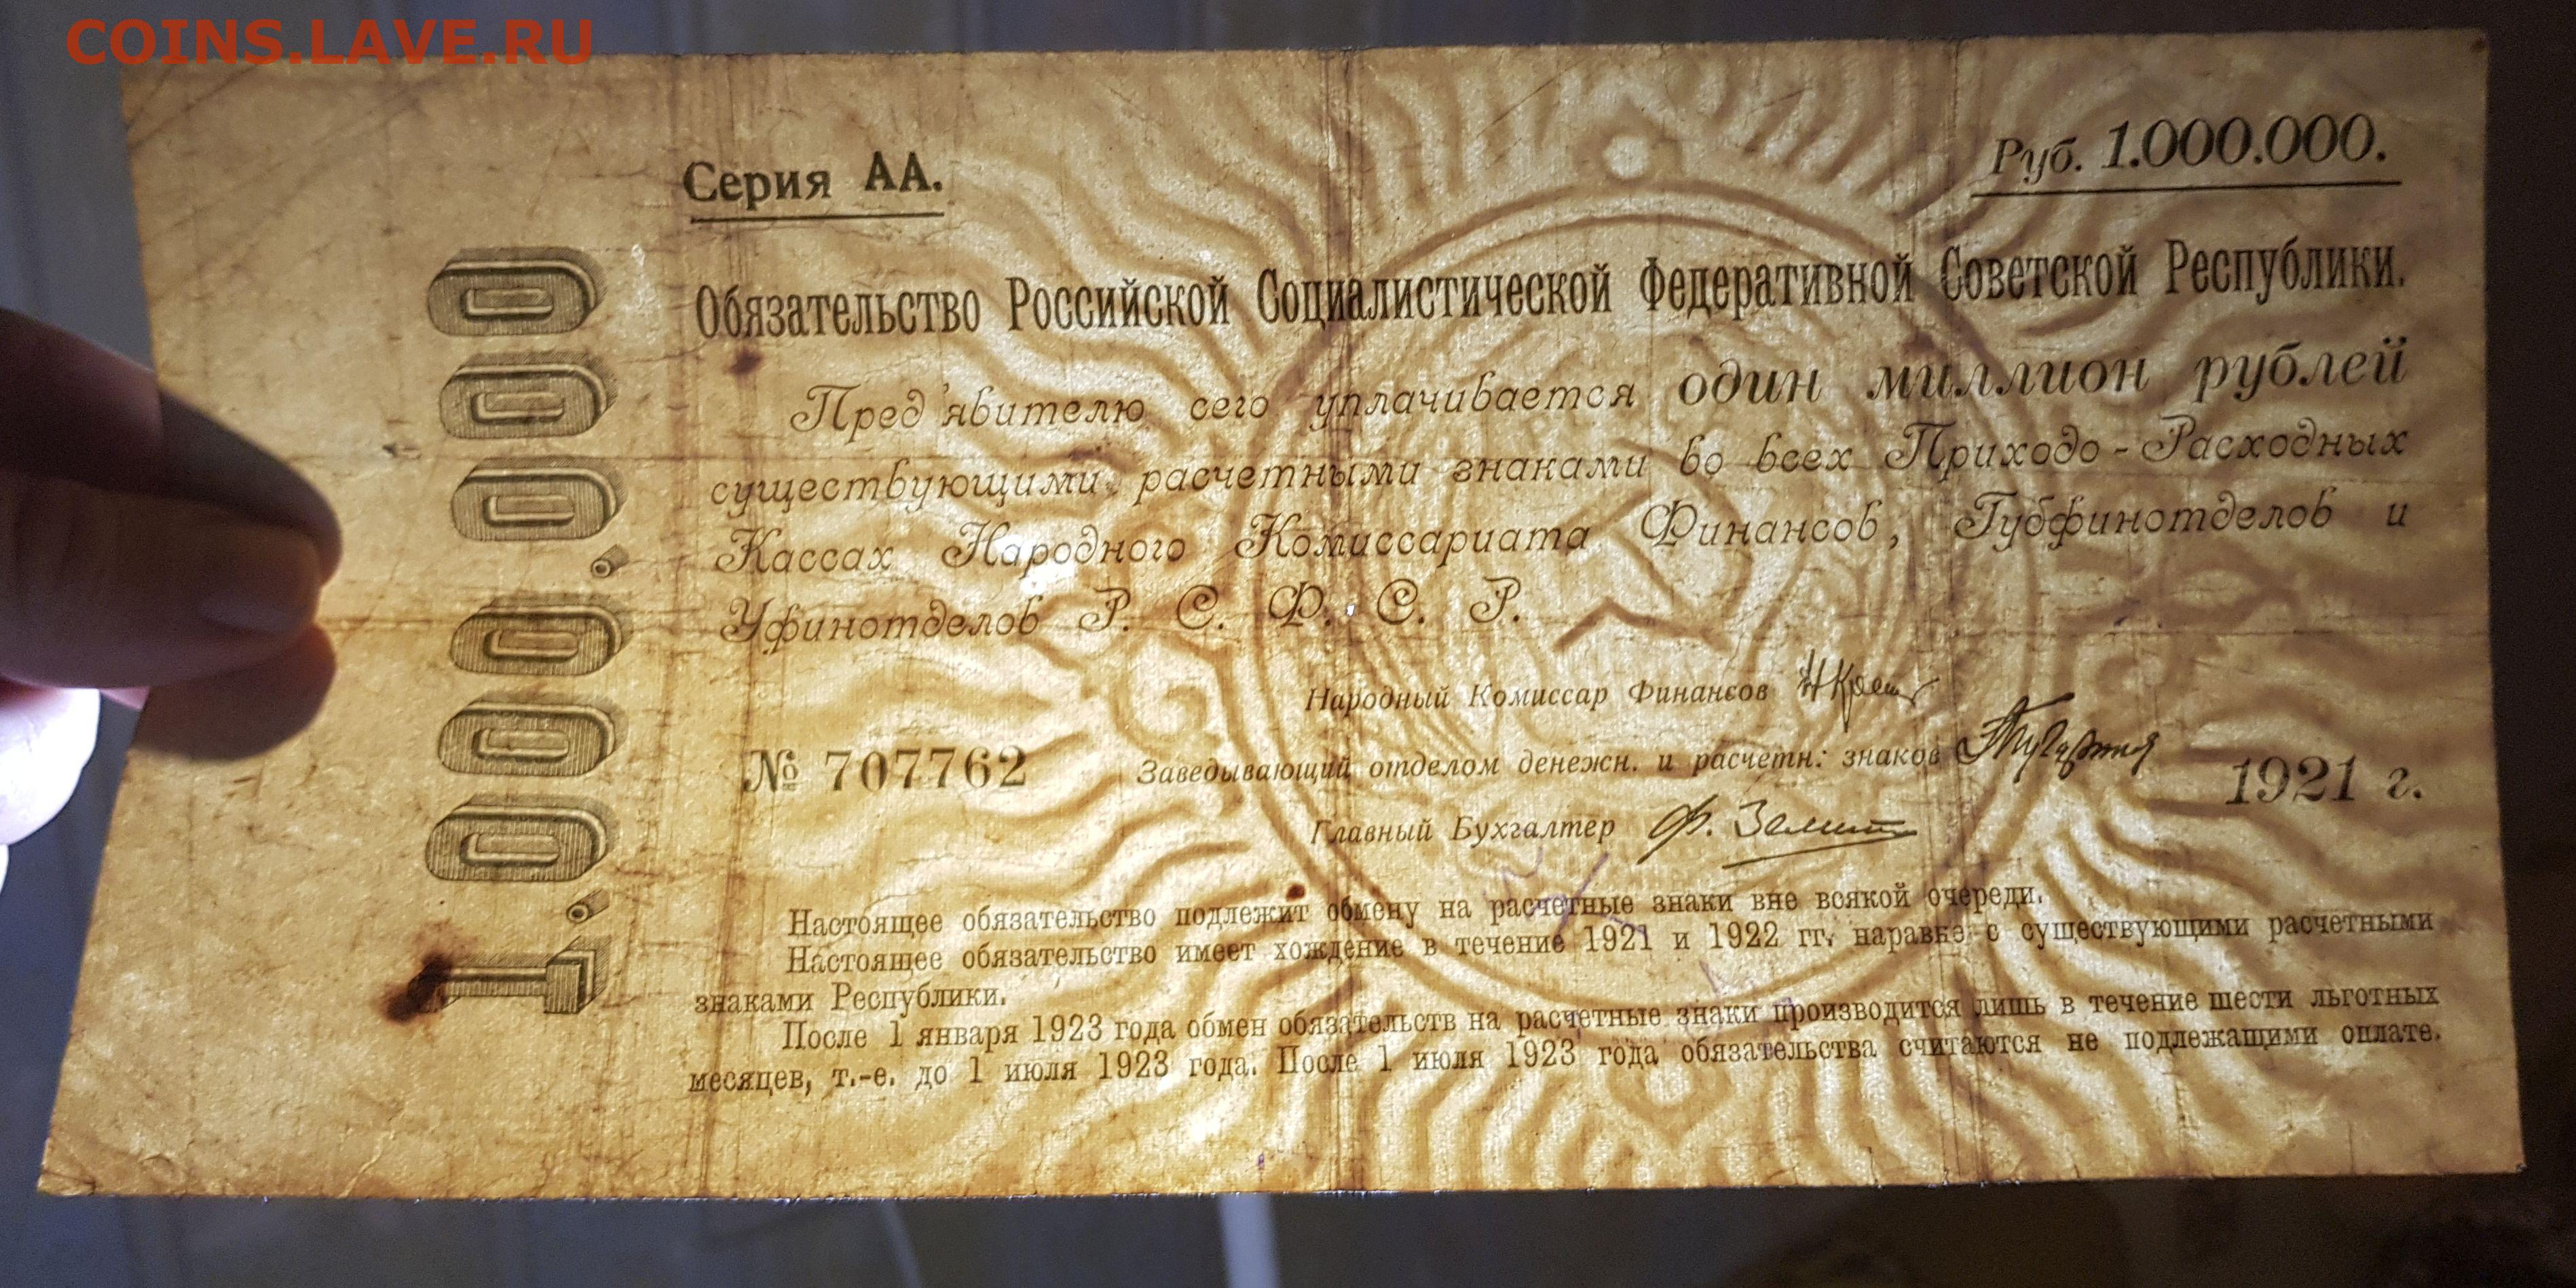 COINS.LAVE.RU
Серия АА.
Руб. 1.000.000.
1.000.000
Обязательство Российской Социалистической Федеративной Советской Республики.
Пред'явителю сего уплачивается один миллион рублей
существующими расчетными знаками во всех Приходо-Расходных
Кассах Народного Комиссариата Финансов, Губфинотделов и
Уфинотделов Р. С. Ф. С. Р.
Народный Комиссар Финансов
№ 707762
Заведывающий отделом денежн. и расчетн. знаков
1921 г.
Главный Бухгалтер
Настоящее обязательство подлежит обмену на расчетные знаки вне всякой очереди.
Настоящее обязательство имеет хождение в течение 1921 и 1922 гг. наравне с существующими расчетными
знаками Республики.
После 1 января 1923 года обмен обязательств на расчетные знаки производится лишь в течение шести льготных
месяцев, т.-е. до 1 июля 1923 года. После 1 июля 1923 года обязательства считаются не подлежащими оплате.